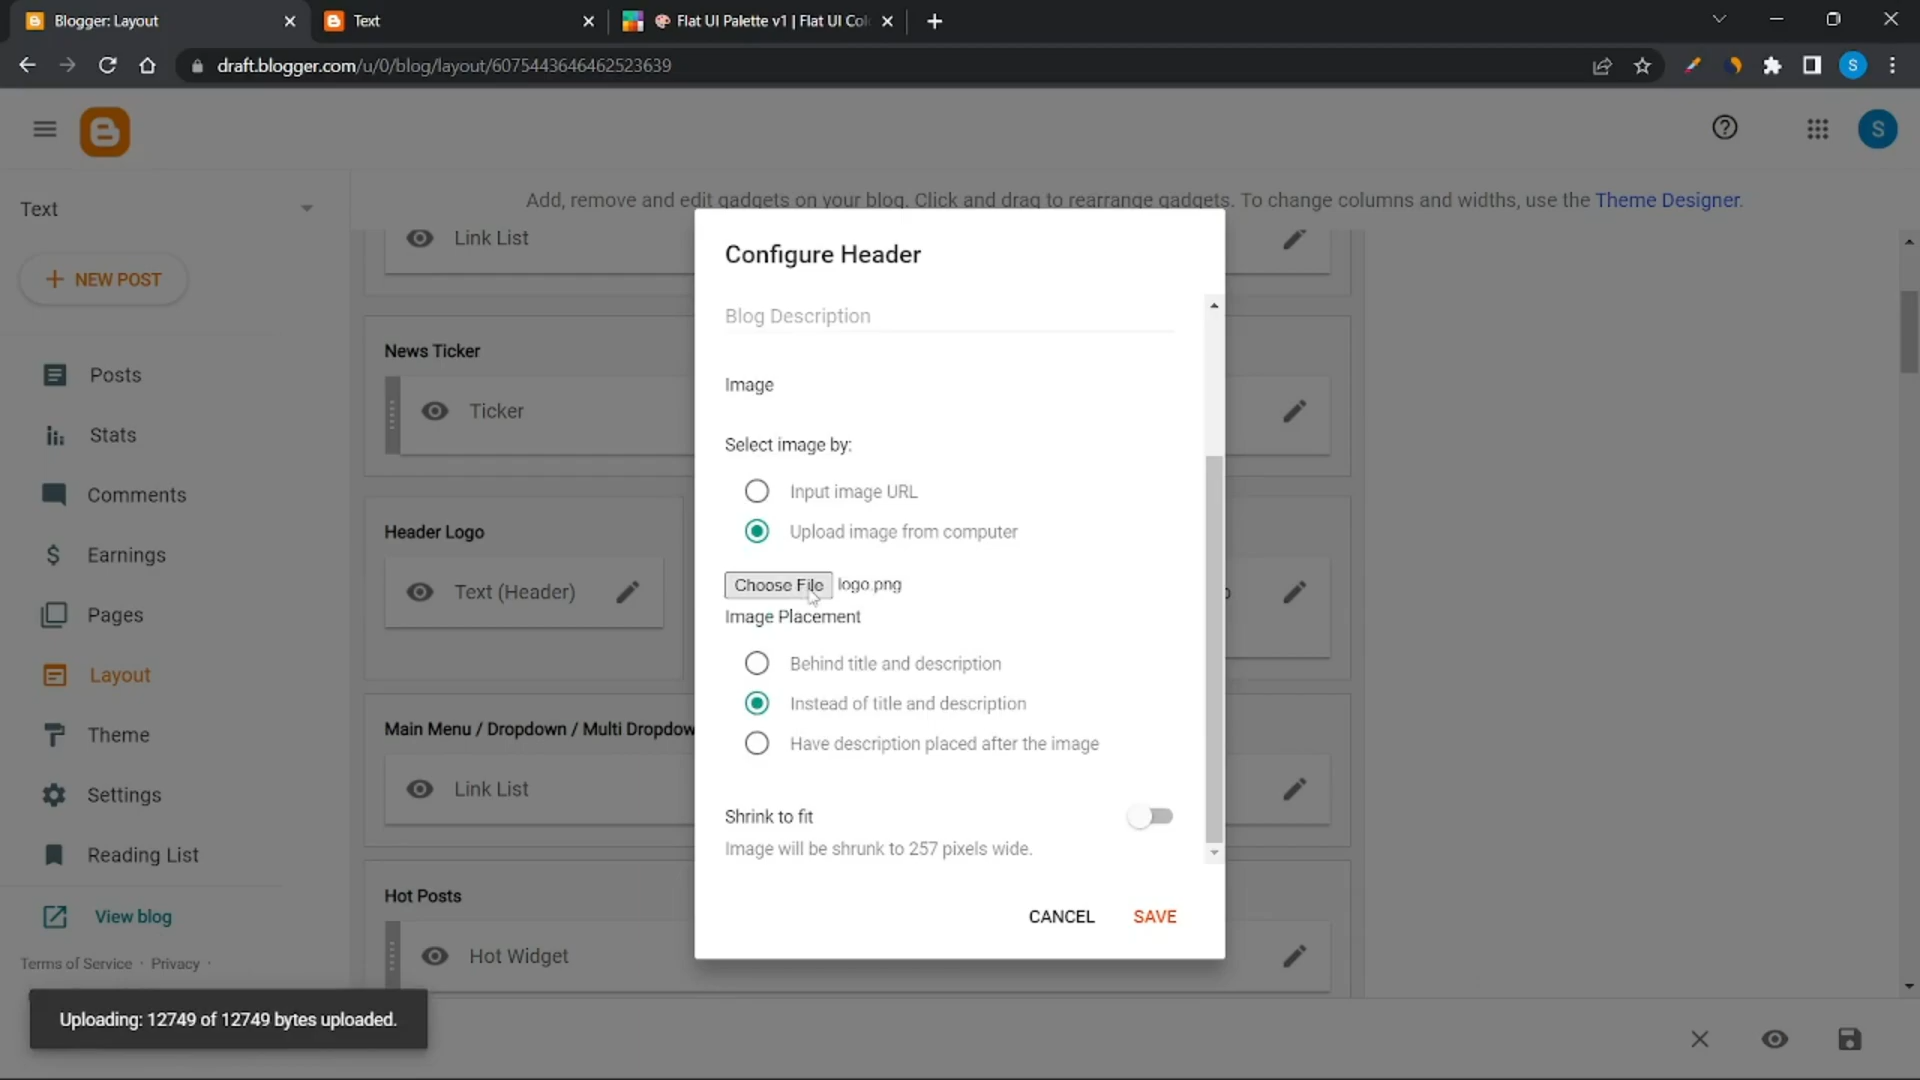 Blogger: Layout
Text
Flat UI Palette v1 | Flat UI Col
draft.blogger.com/u/0/blog/layout/6075443646462523639
S
S
Add, remove and edit gadgets on your blog. Click and drag to rearrange gadgets. To change columns and widths, use the Theme Designer.
Text
NEW POST
Posts
Stats
Comments
Earnings
Pages
Layout
Theme
Settings
Reading List
View blog
Terms of Service · Privacy ·
Uploading: 12749 of 12749 bytes uploaded.
Link List
News Ticker
Ticker
Header Logo
Text (Header)
Main Menu / Dropdown / Multi Dropdow
Link List
Hot Posts
Hot Widget
Configure Header
Blog Description
Image
Select image by:
Input image URL
Upload image from computer
Choose File logo.png
Image Placement
Behind title and description
Instead of title and description
Have description placed after the image
Shrink to fit
Image will be shrunk to 257 pixels wide.
CANCEL SAVE